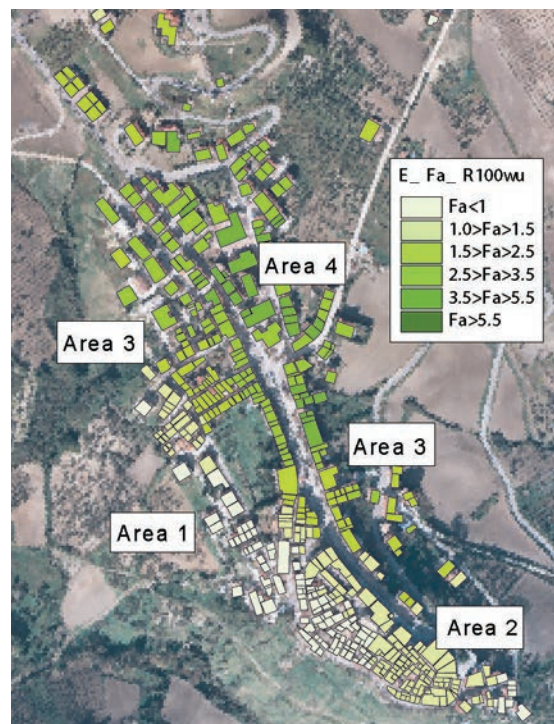 E_ Fa_ R100wu
Fa<1
1.0>Fa>1.5
1.5>Fa>2.5
2.5>Fa>3.5
3.5>Fa>5.5
Fa>5.5
Area 4
Area 3
Area 3
Area 1
Area 2